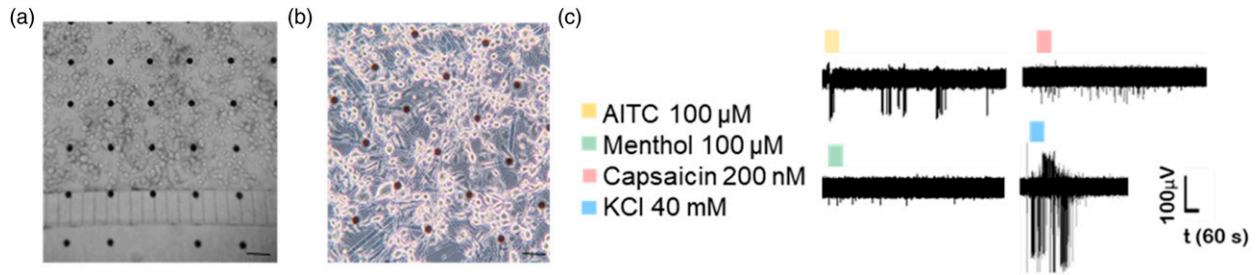 (a)
(b)
(c)
AITC 100 µM
Menthol 100 µM
Capsaicin 200 nM
KCl 40 mM
100µV
t (60 s)